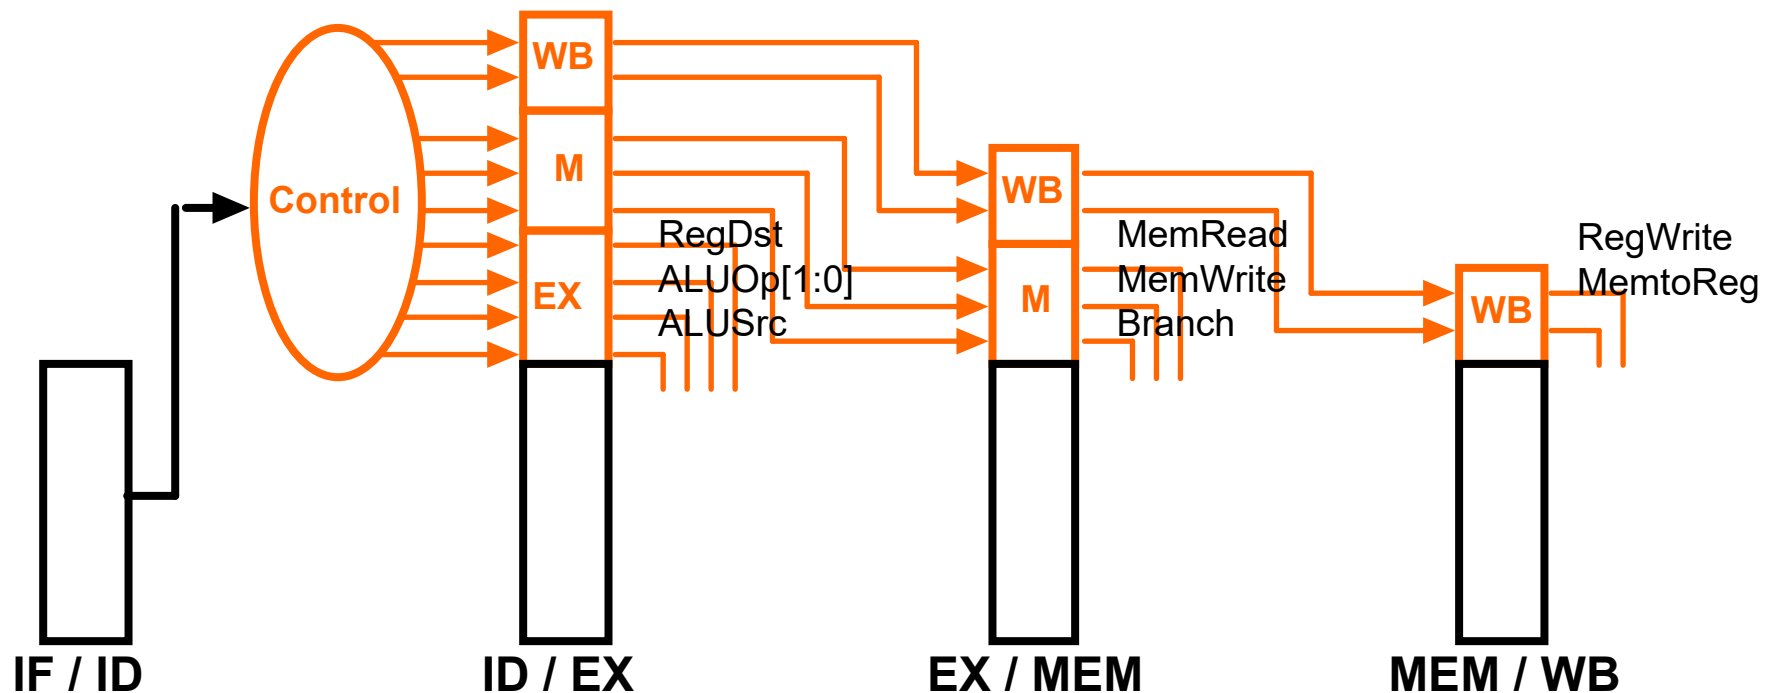 WB
M
EX
Control
RegDst
ALUOp[1:0]
ALUSrc
WB
M
MemRead
MemWrite
Branch
WB
RegWrite
MemtoReg
IF / ID
ID / EX
EX / MEM
MEM / WB